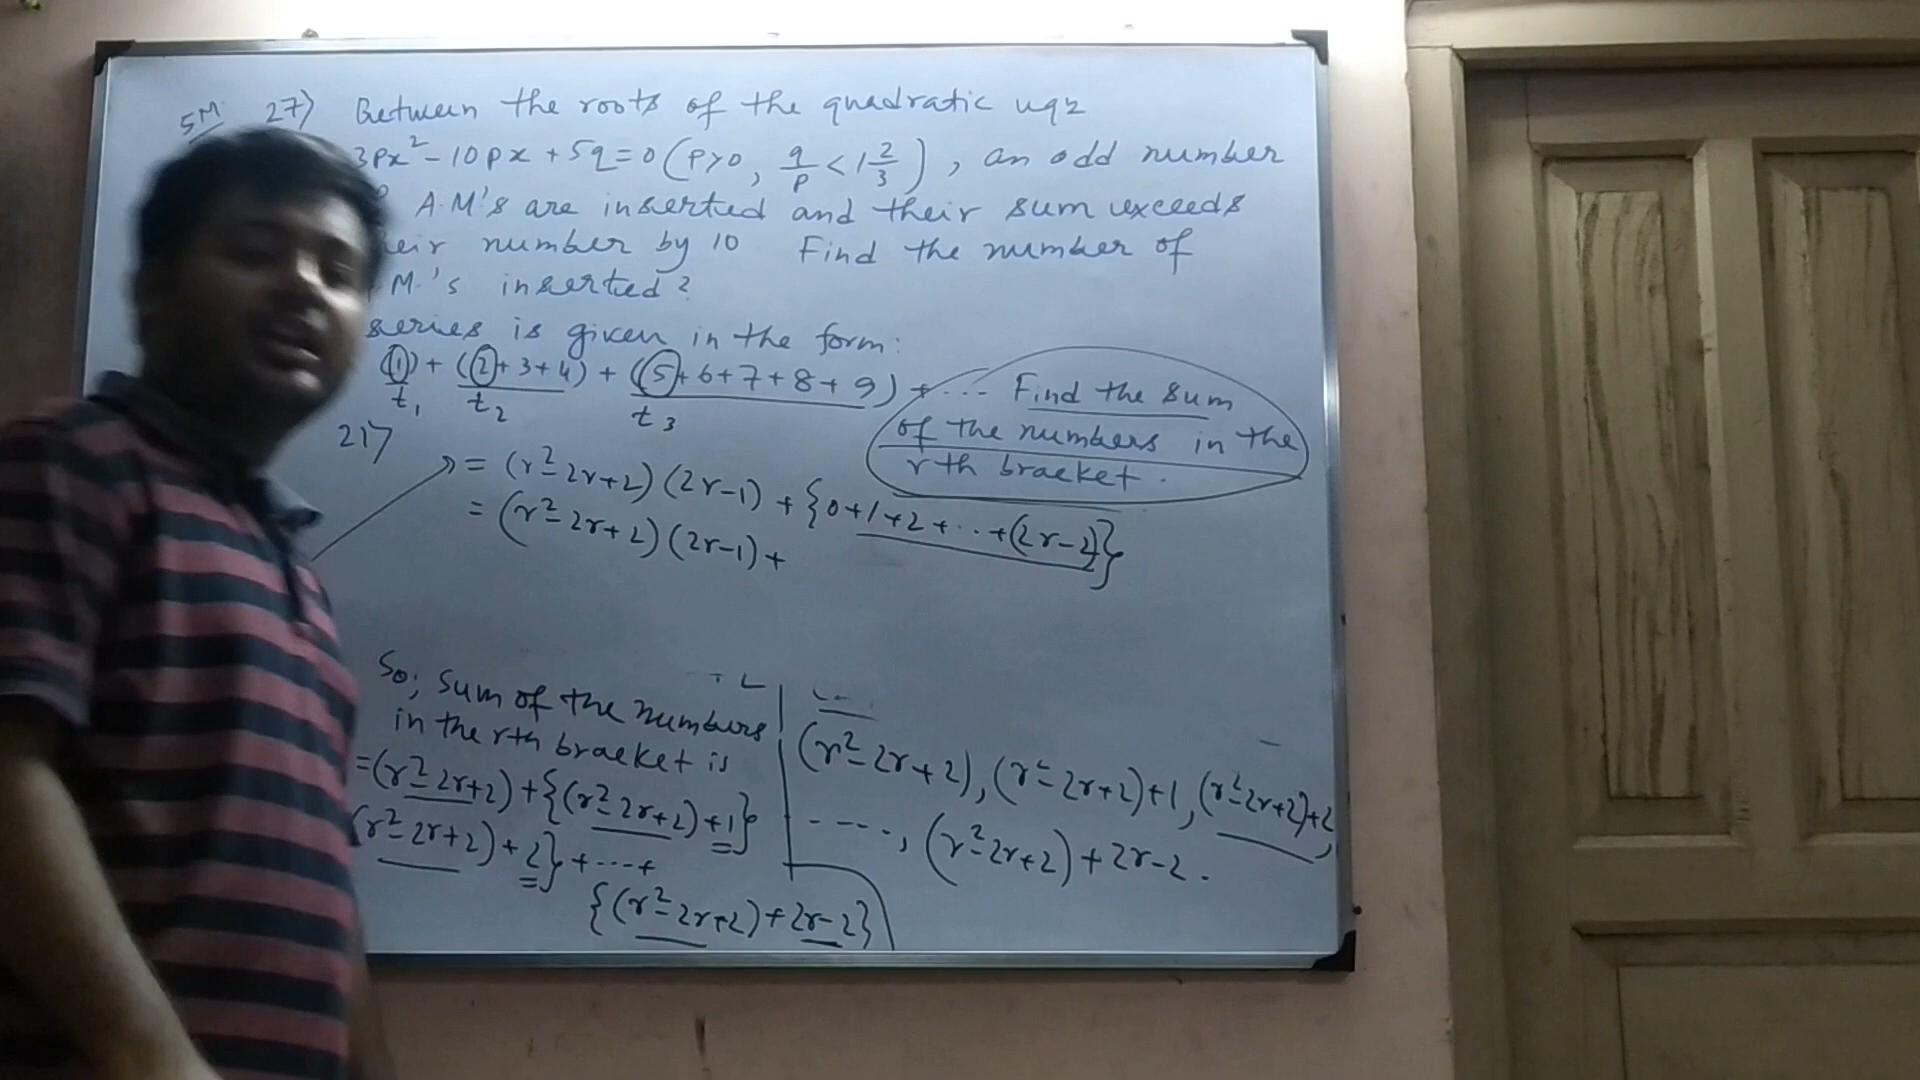 5M 27) Between the roots of the quadratic uqz
3px² - 10px + 5q = 0 (p>0, q/p < 1 2/3), an odd number
A.M.'s are inserted and their sum exceeds
heir number by 10 Find the number of
M.'s inserted?
series is given in the form:
(1) + (2+3+4) + (5+6+7+8+9) + ... Find the sum
t₁ t₂ t₃
of the numbers in the
rth bracket.
21)
= (r² - 2r + 2)(2r-1) + {0+1+2+...+(2r-2)}
= (r² - 2r + 2)(2r-1) +
So; Sum of the numbers
in the rth bracket is
= (r² - 2r + 2) + {(r² - 2r + 2) + 1}
(r² - 2r + 2) + 2} + ... +
{(r² - 2r + 2) + 2r - 2}
(r² - 2r + 2), (r² - 2r + 2) + 1, (r² - 2r + 2) + 2,
....., (r² - 2r + 2) + 2r - 2.